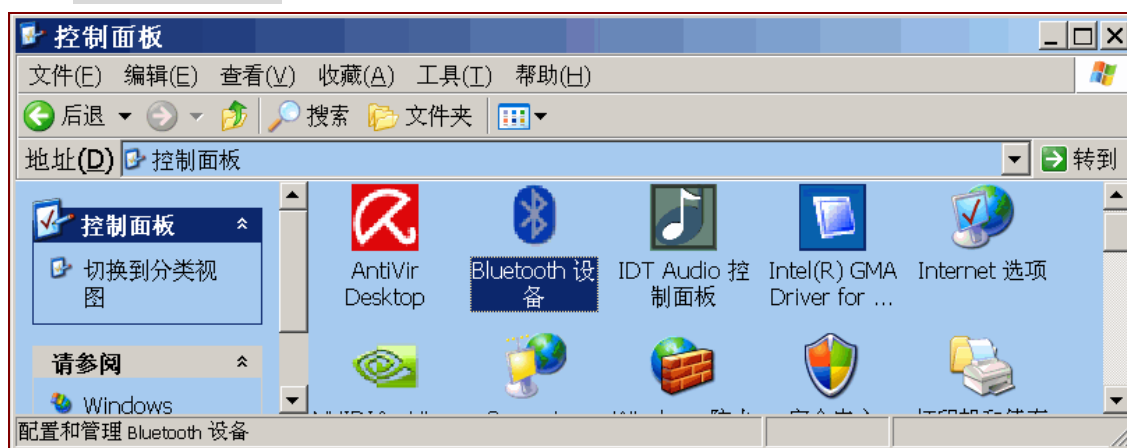 控制面板
文件(F) 编辑(E) 查看(V) 收藏(A) 工具(T) 帮助(H)
后退 搜索 文件夹
地址(D) 控制面板 转到
控制面板
切换到分类视
图
AntiVir
Desktop
Bluetooth 设
备
IDT Audio 控
制面板
Intel(R) GMA
Driver for ...
Internet 选项
请参阅
Windows
配置和管理 Bluetooth 设备